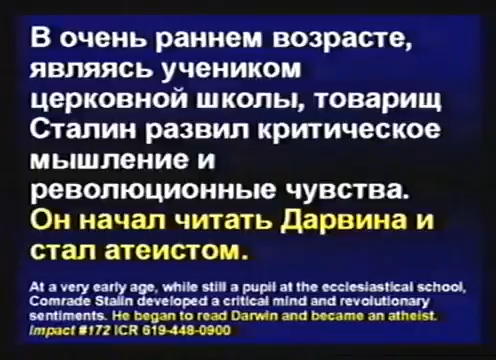 В очень раннем возрасте,
являясь учеником
церковной школы, товарищ
Сталин развил критическое
мышление и
революционные чувства.
Он начал читать Дарвина и
стал атеистом.
At a very early age, while still a pupil at the ecclesiastical school,
Comrade Stalin developed a critical mind and revolutionary
sentiments. He began to read Darwin and became an atheist.
Impact #172 ICR 619-448-0900